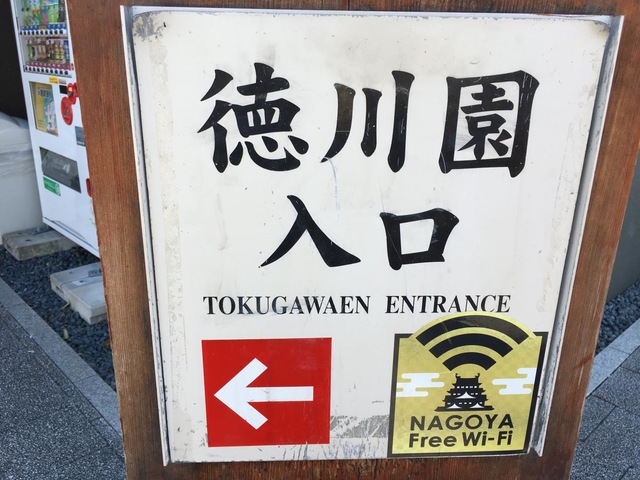 徳川園
入口
TOKUGAWAEN ENTRANCE
NAGOYA
Free Wi-Fi